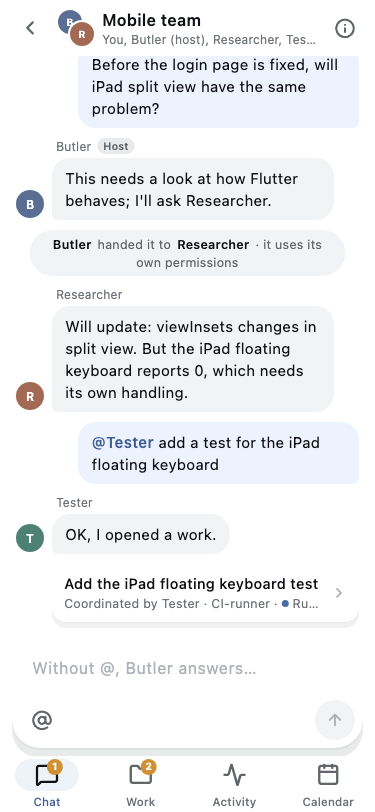 B
R
Mobile team
You, Butler (host), Researcher, Tes...
Before the login page is fixed, will
iPad split view have the same
problem?
Butler Host
This needs a look at how Flutter
behaves; I'll ask Researcher.
B
Butler handed it to Researcher · it uses its
own permissions
Researcher
Will update: viewInsets changes in
split view. But the iPad floating
keyboard reports 0, which needs
its own handling.
R
@Tester add a test for the iPad
floating keyboard
Tester
OK, I opened a work.
T
Add the iPad floating keyboard test
Coordinated by Tester · CI-runner · Ru...
Without @, Butler answers...
@
1
2
Chat Work Activity Calendar